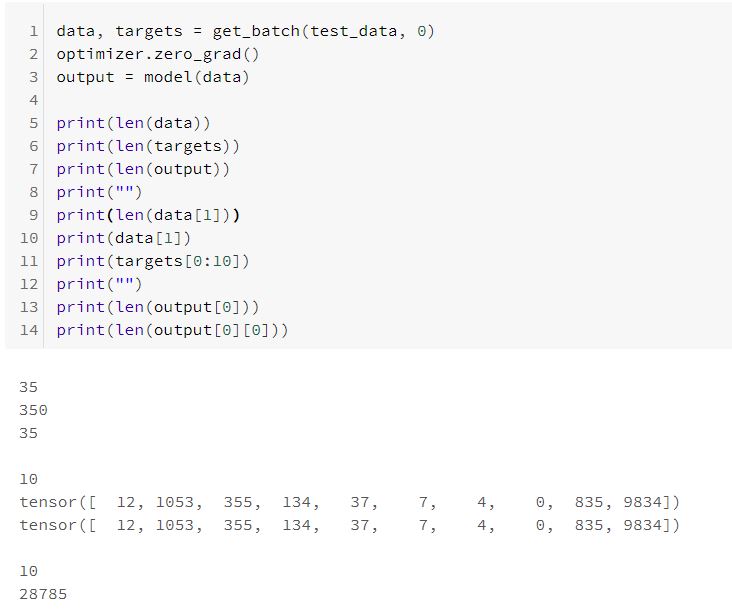 1 data, targets = get_batch(test_data, 0)
2 optimizer.zero_grad()
3 output = model(data)
4
5 print(len(data))
6 print(len(targets))
7 print(len(output))
8 print("")
9 print(len(data[1]))
10 print(data[1])
11 print(targets[0:10])
12 print("")
13 print(len(output[0]))
14 print(len(output[0][0]))
35
350
35
10
tensor([  12, 1053,  355,  134,   37,    7,    4,    0,  835, 9834])
tensor([  12, 1053,  355,  134,   37,    7,    4,    0,  835, 9834])
10
28785